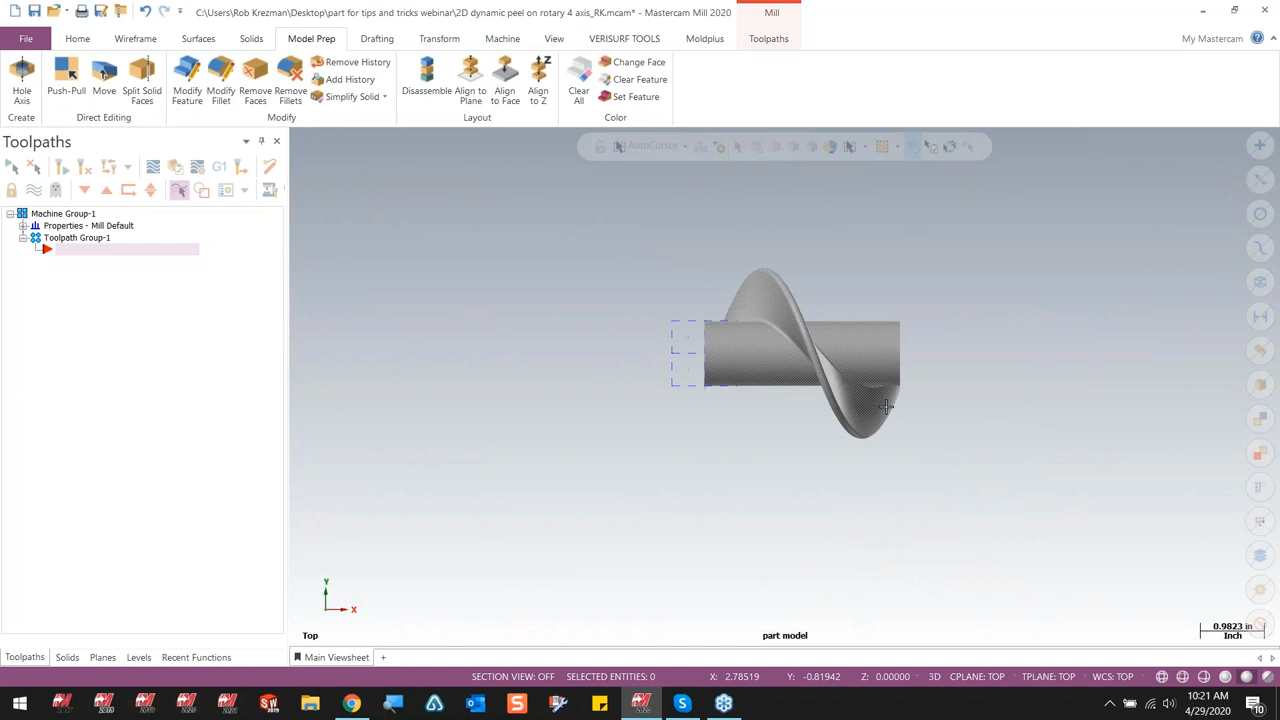 C:\Users\Rob Krezman\Desktop\part for tips and tricks webinar\2D dynamic peel on rotary 4 axis_RK.mcam* - Mastercam Mill 2020
Mill
File Home Wireframe Surfaces Solids Model Prep Drafting Transform Machine View VERISURF TOOLS Moldplus Toolpaths My Mastercam
Hole Axis
Push-Pull
Move
Split Solid Faces
Modify Feature
Modify Fillet
Remove Faces
Remove Fillets
Remove History
Add History
Simplify Solid
Disassemble
Align to Plane
Align to Face
Align to Z
Clear All
Change Face
Clear Feature
Set Feature
Create Direct Editing Modify Layout Color
Toolpaths
AutoCursor
G1
Machine Group-1
Properties - Mill Default
Toolpath Group-1
Y
X
Top
part model
0.9823 in
Inch
Toolpaths Solids Planes Levels Recent Functions Main Viewsheet +
SECTION VIEW: OFF SELECTED ENTITIES: 0 X: 2.78519 Y: -0.81942 Z: 0.00000 3D CPLANE: TOP TPLANE: TOP WCS: TOP
10:21 AM
4/29/2020